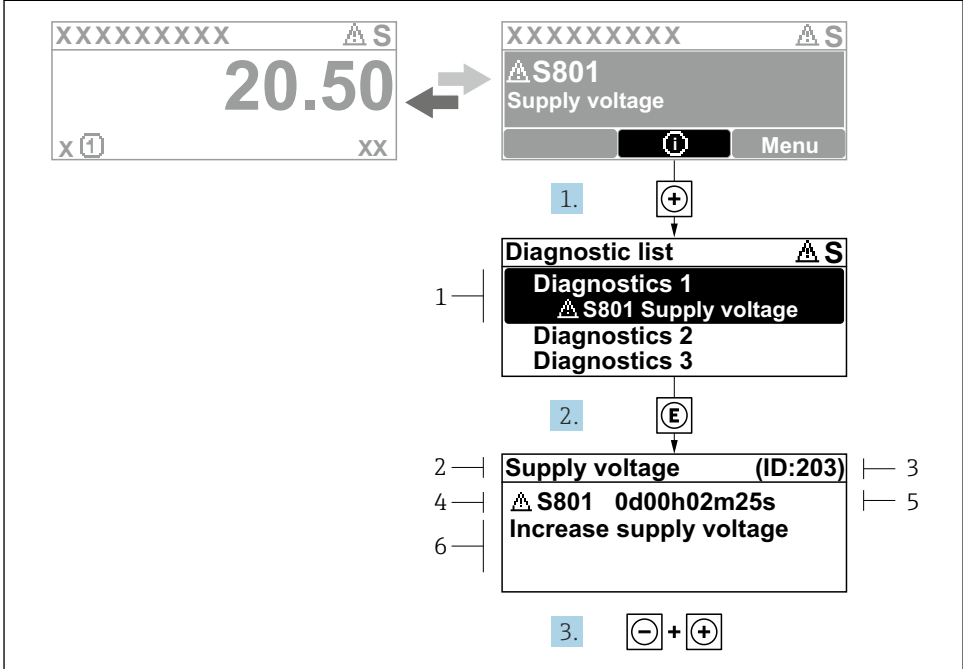 XXXXXXXXX ⚠ S
20.50
x ① XX
XXXXXXXXX ⚠ S
⚠ S801
Supply voltage
ⓘ Menu
1. +
Diagnostic list ⚠ S
1
Diagnostics 1
⚠ S801 Supply voltage
Diagnostics 2
Diagnostics 3
2. E
2 Supply voltage (ID:203) 3
4 ⚠ S801 0d00h02m25s 5
6 Increase supply voltage
3. − + +